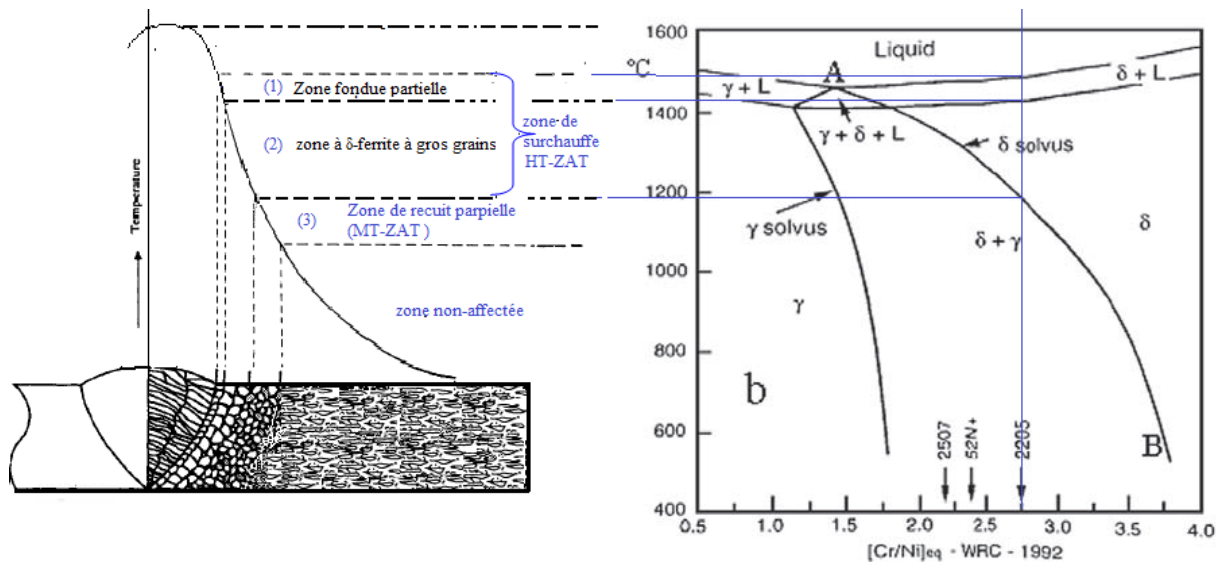 (1) Zone fondue partielle
(2) zone à δ-ferrite à gros grains
zone de
surchauffe
HT-ZAT
(3) Zone de recuit parpielle
(MT-ZAT )
zone non-affectée
Temperature
1600
°C
1400
1200
1000
800
600
400
Liquid
A
γ + L
δ + L
γ + δ + L
δ solvus
γ solvus
δ + γ
δ
γ
b
B
2507
52N+
2205
0.5 1.0 1.5 2.0 2.5 3.0 3.5 4.0
[Cr/Ni]eq - WRC - 1992